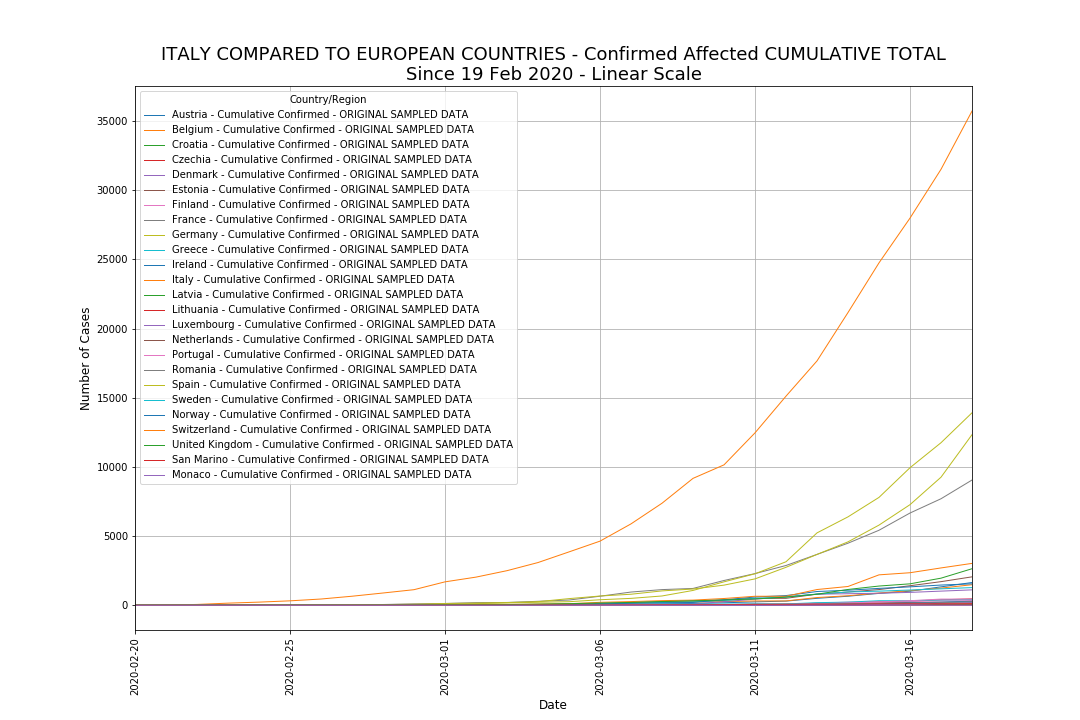 ITALY COMPARED TO EUROPEAN COUNTRIES - Confirmed Affected CUMULATIVE TOTAL
Since 19 Feb 2020 - Linear Scale
Country/Region
Austria - Cumulative Confirmed - ORIGINAL SAMPLED DATA
Belgium - Cumulative Confirmed - ORIGINAL SAMPLED DATA
Croatia - Cumulative Confirmed - ORIGINAL SAMPLED DATA
Czechia - Cumulative Confirmed - ORIGINAL SAMPLED DATA
Denmark - Cumulative Confirmed - ORIGINAL SAMPLED DATA
Estonia - Cumulative Confirmed - ORIGINAL SAMPLED DATA
Finland - Cumulative Confirmed - ORIGINAL SAMPLED DATA
France - Cumulative Confirmed - ORIGINAL SAMPLED DATA
Germany - Cumulative Confirmed - ORIGINAL SAMPLED DATA
Greece - Cumulative Confirmed - ORIGINAL SAMPLED DATA
Ireland - Cumulative Confirmed - ORIGINAL SAMPLED DATA
Italy - Cumulative Confirmed - ORIGINAL SAMPLED DATA
Latvia - Cumulative Confirmed - ORIGINAL SAMPLED DATA
Lithuania - Cumulative Confirmed - ORIGINAL SAMPLED DATA
Luxembourg - Cumulative Confirmed - ORIGINAL SAMPLED DATA
Netherlands - Cumulative Confirmed - ORIGINAL SAMPLED DATA
Portugal - Cumulative Confirmed - ORIGINAL SAMPLED DATA
Romania - Cumulative Confirmed - ORIGINAL SAMPLED DATA
Spain - Cumulative Confirmed - ORIGINAL SAMPLED DATA
Sweden - Cumulative Confirmed - ORIGINAL SAMPLED DATA
Norway - Cumulative Confirmed - ORIGINAL SAMPLED DATA
Switzerland - Cumulative Confirmed - ORIGINAL SAMPLED DATA
United Kingdom - Cumulative Confirmed - ORIGINAL SAMPLED DATA
San Marino - Cumulative Confirmed - ORIGINAL SAMPLED DATA
Monaco - Cumulative Confirmed - ORIGINAL SAMPLED DATA
Number of Cases
35000
30000
25000
20000
15000
10000
5000
0
2020-02-20
2020-02-25
2020-03-01
2020-03-06
2020-03-11
2020-03-16
Date